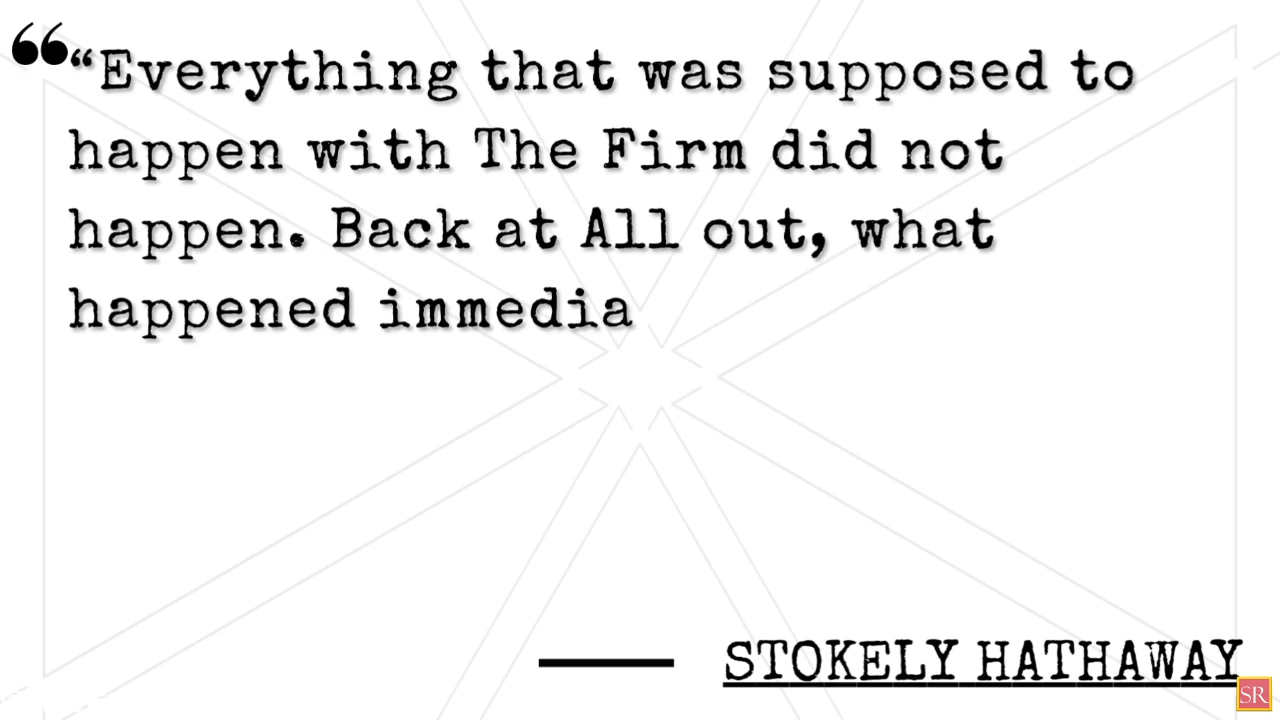 ““Everything that was supposed to
happen with The Firm did not
happen. Back at All out, what
happened immedia
STOKELY HATHAWAY
SR